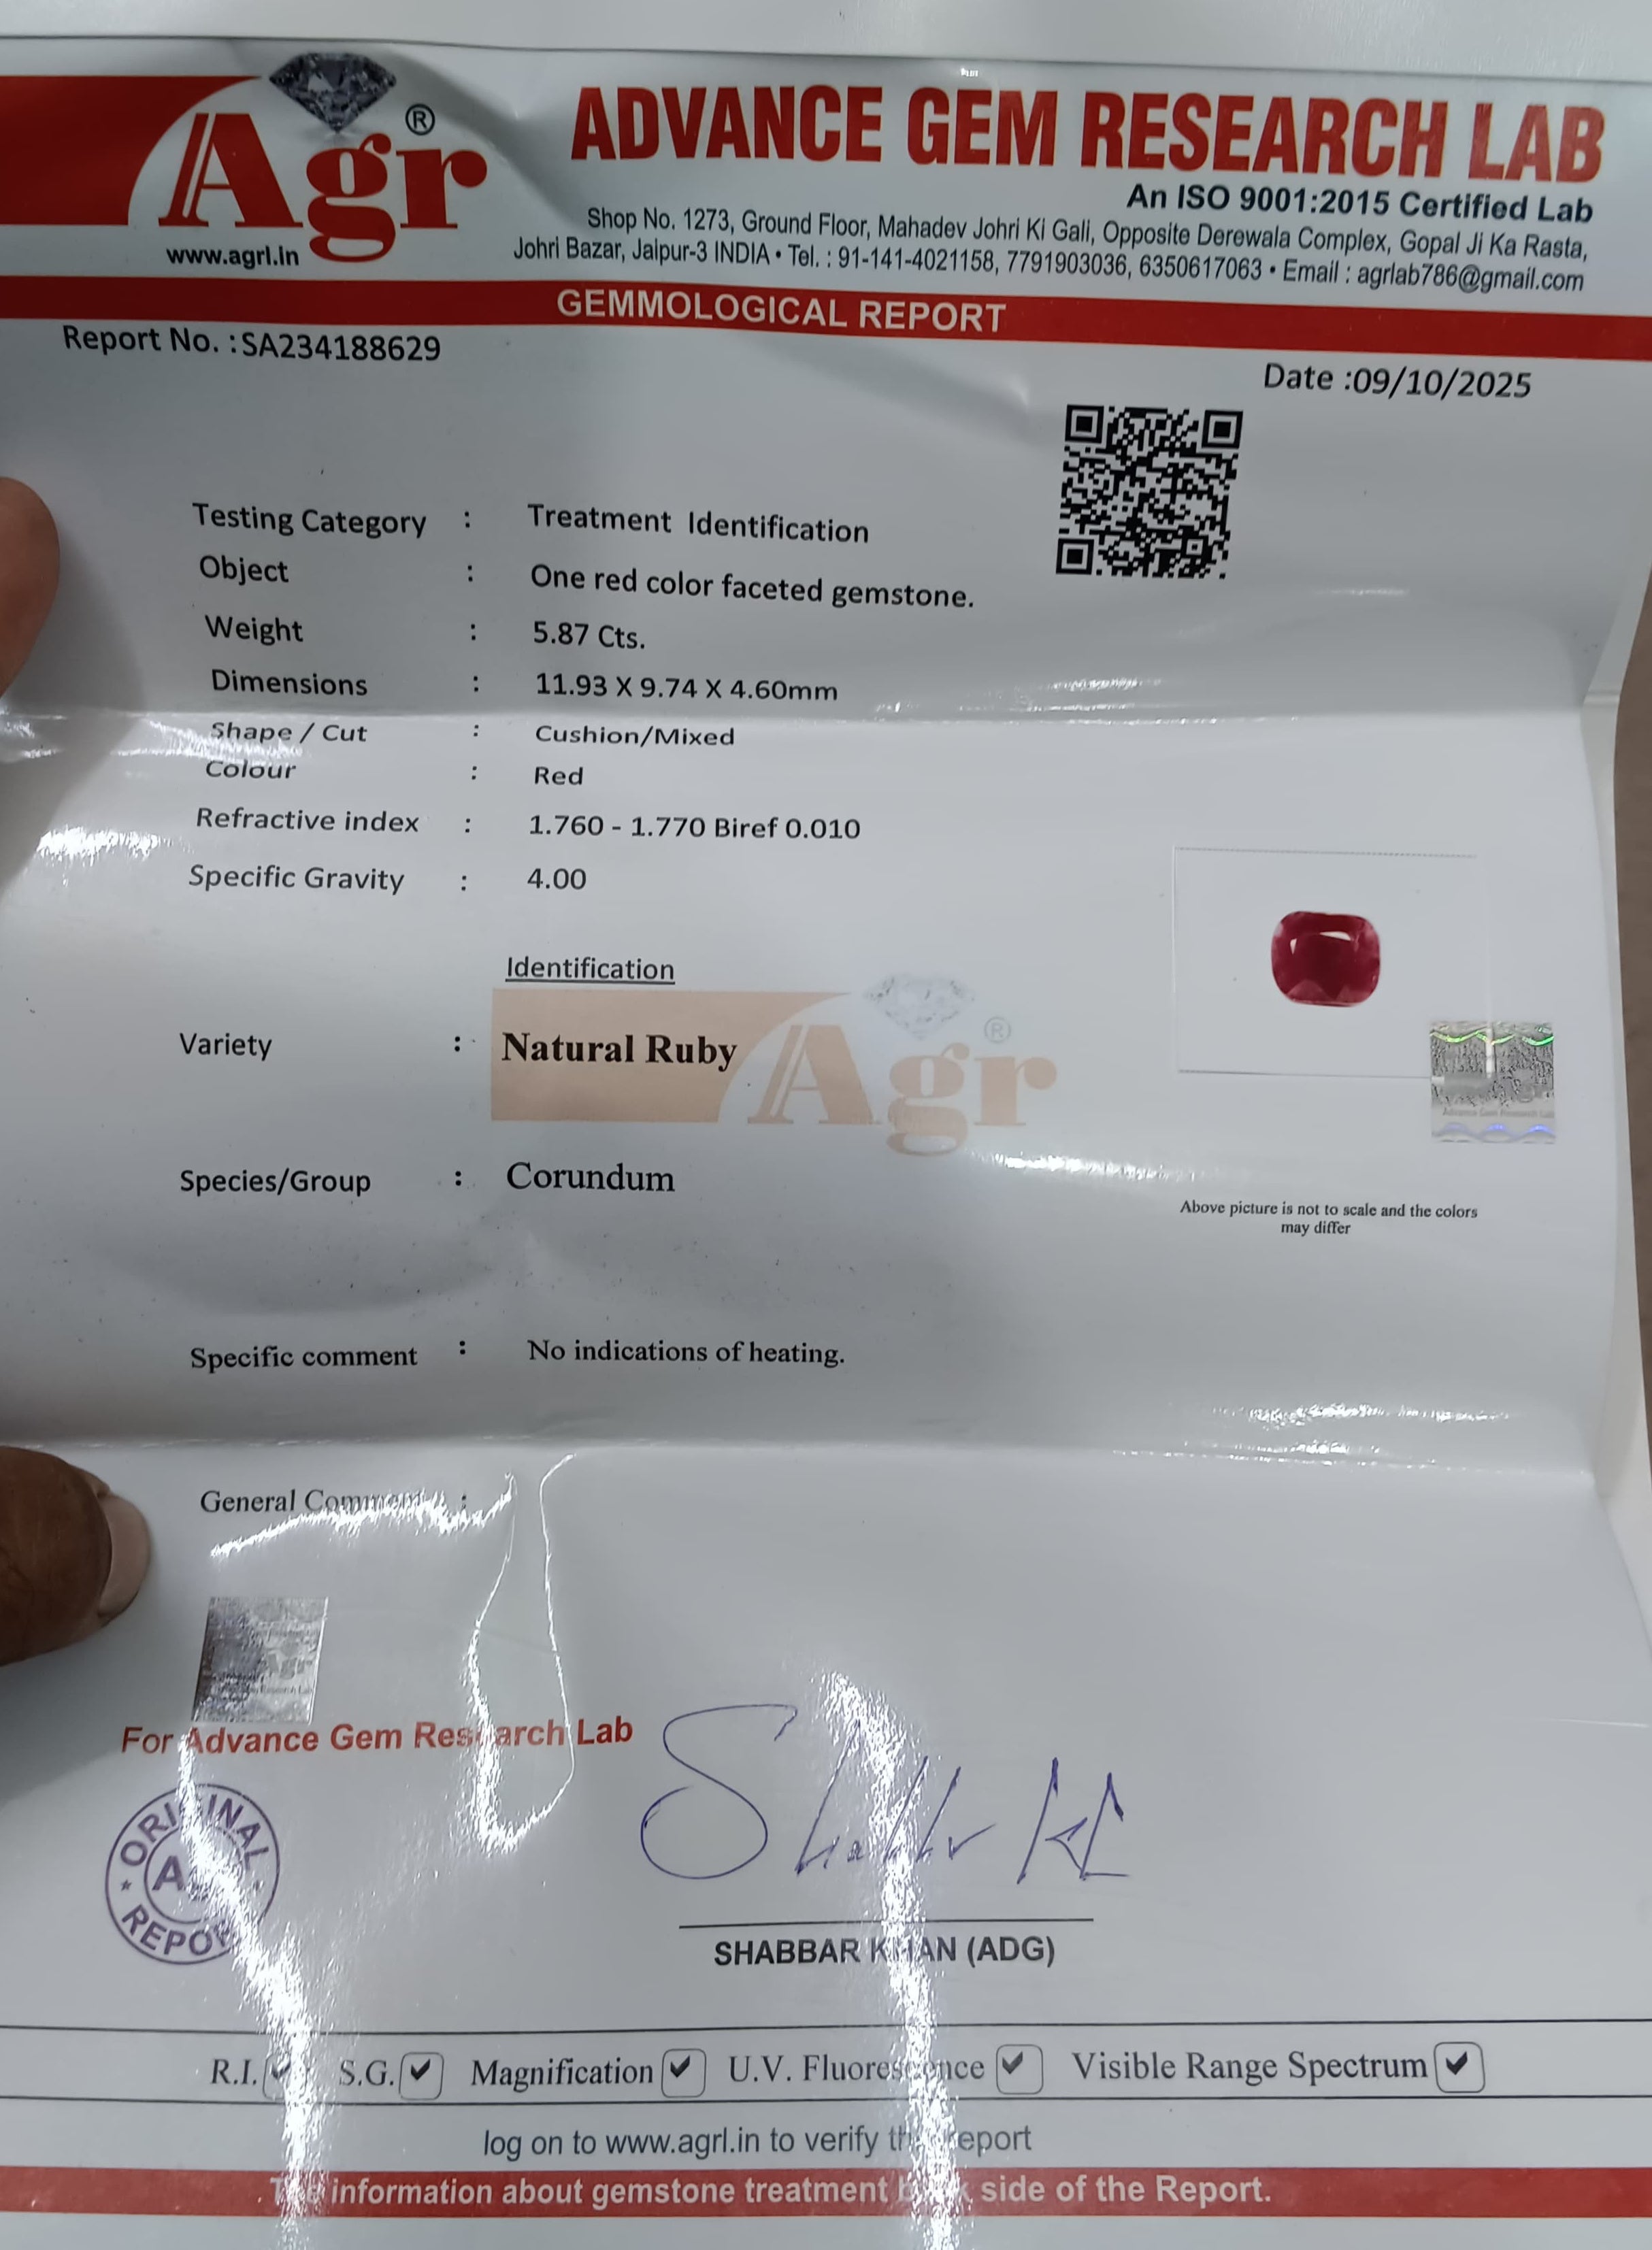 Agr®
www.agrl.in
ADVANCE GEM RESEARCH LAB
An ISO 9001:2015 Certified Lab
Shop No. 1273, Ground Floor, Mahadev Johri Ki Gali, Opposite Derewala Complex, Gopal Ji Ka Rasta,
Johri Bazar, Jaipur-3 INDIA • Tel. : 91-141-4021158, 7791903036, 6350617063 • Email : agrlab786@gmail.com
GEMMOLOGICAL REPORT
Report No. :SA234188629
Date :09/10/2025
Testing Category : Treatment Identification
Object : One red color faceted gemstone.
Weight : 5.87 Cts.
Dimensions : 11.93 X 9.74 X 4.60mm
Shape / Cut : Cushion/Mixed
Colour : Red
Refractive index : 1.760 - 1.770 Biref 0.010
Specific Gravity : 4.00
Identification
Variety : Natural Ruby
Agr®
Advance Gem Research Lab
Species/Group : Corundum
Above picture is not to scale and the colors
may differ
Specific comment : No indications of heating.
General Comment :
For Advance Gem Research Lab
ORIGINAL
REPORT
SHABBAR KHAN (ADG)
R.I. ✓ S.G. ✓ Magnification ✓ U.V. Fluorescence ✓ Visible Range Spectrum ✓
log on to www.agrl.in to verify the report
information about gemstone treatment side of the Report.